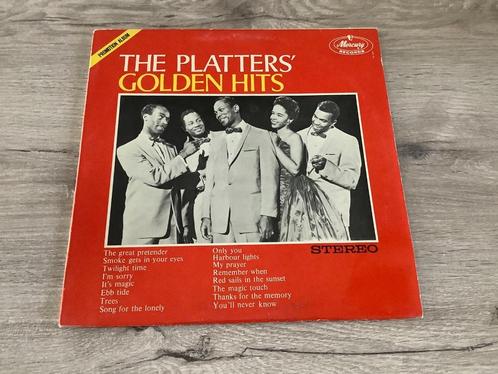 PROMOTION ALBUM
Mercury
RECORDS
THE PLATTERS'
GOLDEN HITS
STEREO
The great pretender
Smoke gets in your eyes
Twilight time
I'm sorry
It's magic
Ebb tide
Trees
Song for the lonely
Only you
Harbour lights
My prayer
Remember when
Red sails in the sunset
The magic touch
Thanks for the memory
You'll never know